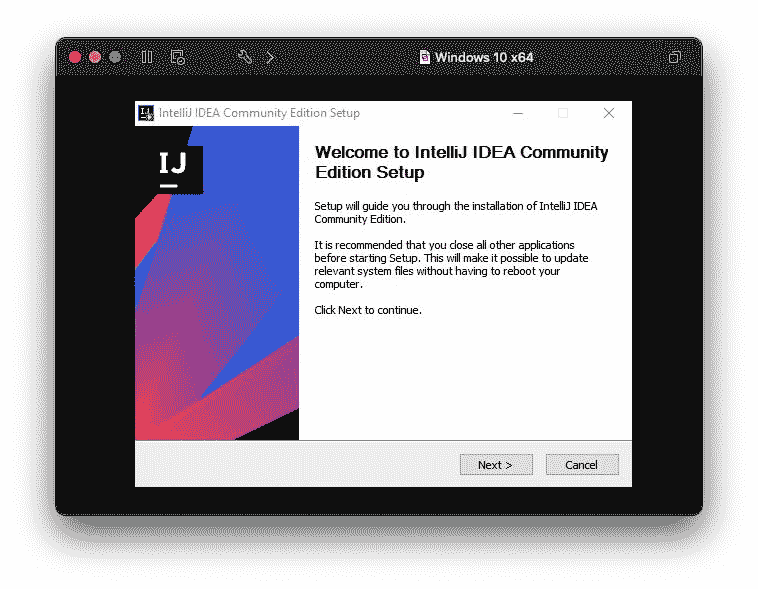 Windows 10 x64
IntelliJ IDEA Community Edition Setup
IJ
Welcome to IntelliJ IDEA Community
Edition Setup
Setup will guide you through the installation of IntelliJ IDEA
Community Edition.
It is recommended that you close all other applications
before starting Setup. This will make it possible to update
relevant system files without having to reboot your
computer.
Click Next to continue.
Next >
Cancel